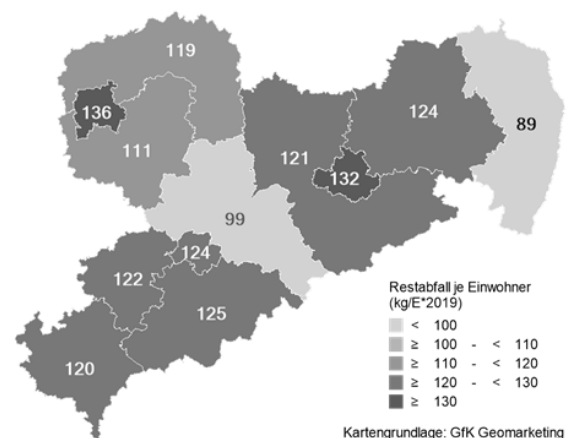 119
136
124
89
111
121
132
99
124
122
125
120
Restabfall je Einwohner
(kg/E*2019)
< 100
≥ 100 - < 110
≥ 110 - < 120
≥ 120 - < 130
≥ 130
Kartengrundlage: GfK Geomarketing